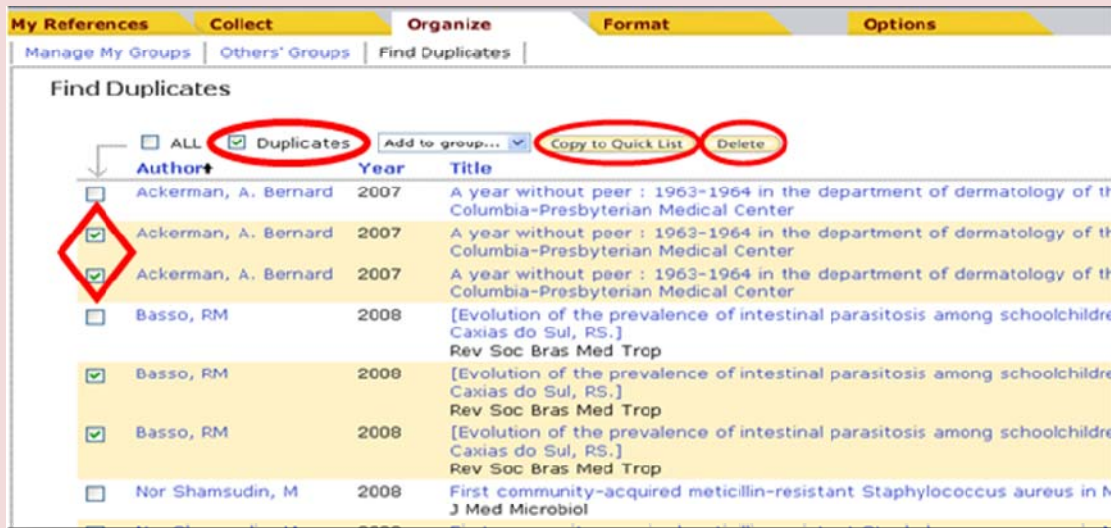 My References Collect Organize Format Options
Manage My Groups Others' Groups Find Duplicates
Find Duplicates
ALL Duplicates Add to group... Copy to Quick List Delete
Author Year Title
Ackerman, A. Bernard 2007 A year without peer : 1963-1964 in the department of dermatology of
Columbia-Presbyterian Medical Center
Ackerman, A. Bernard 2007 A year without peer : 1963-1964 in the department of dermatology of
Columbia-Presbyterian Medical Center
Ackerman, A. Bernard 2007 A year without peer : 1963-1964 in the department of dermatology of
Columbia-Presbyterian Medical Center
Basso, RM 2008 [Evolution of the prevalence of intestinal parasitosis among schoolchildre
Caxias do Sul, RS.]
Rev Soc Bras Med Trop
Basso, RM 2008 [Evolution of the prevalence of intestinal parasitosis among schoolchildre
Caxias do Sul, RS.]
Rev Soc Bras Med Trop
Basso, RM 2008 [Evolution of the prevalence of intestinal parasitosis among schoolchildre
Caxias do Sul, RS.]
Rev Soc Bras Med Trop
Nor Shamsudin, M 2008 First community-acquired meticillin-resistant Staphylococcus aureus in
J Med Microbiol